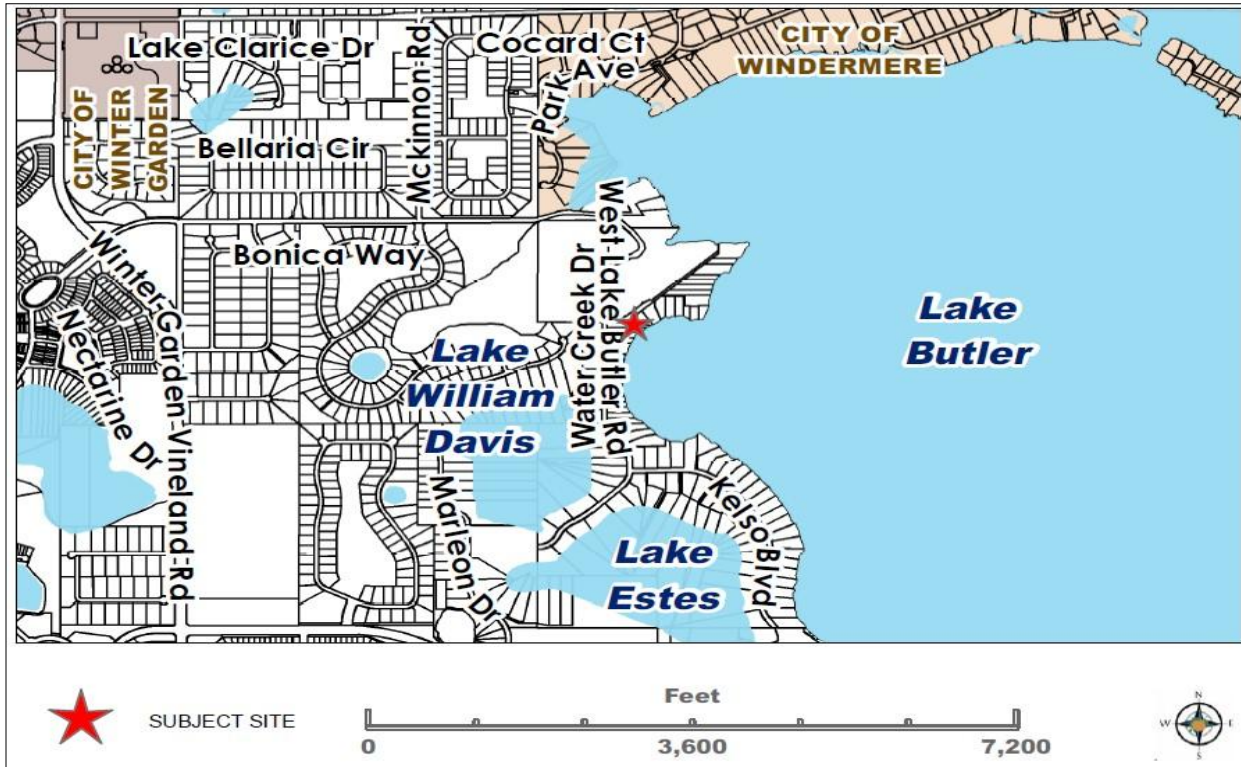 Lake Clarice Dr
Mckinnon-Rd
Cocard Ct
Park Ave
CITY OF
WINDERMERE
CITY OF
WINTER
GARDEN
Bellaria Cir
Bonica Way
Winter-Garden-Vineland-Rd
Nectarine Dr
Water Creek Dr
West-Lake-Butler-Rd
Lake
Butler
Lake
William
Davis
Marleon-Dr
Kelso Blvd
Lake
Estes
SUBJECT SITE
Feet
0
3,600
7,200
N
W
E
S